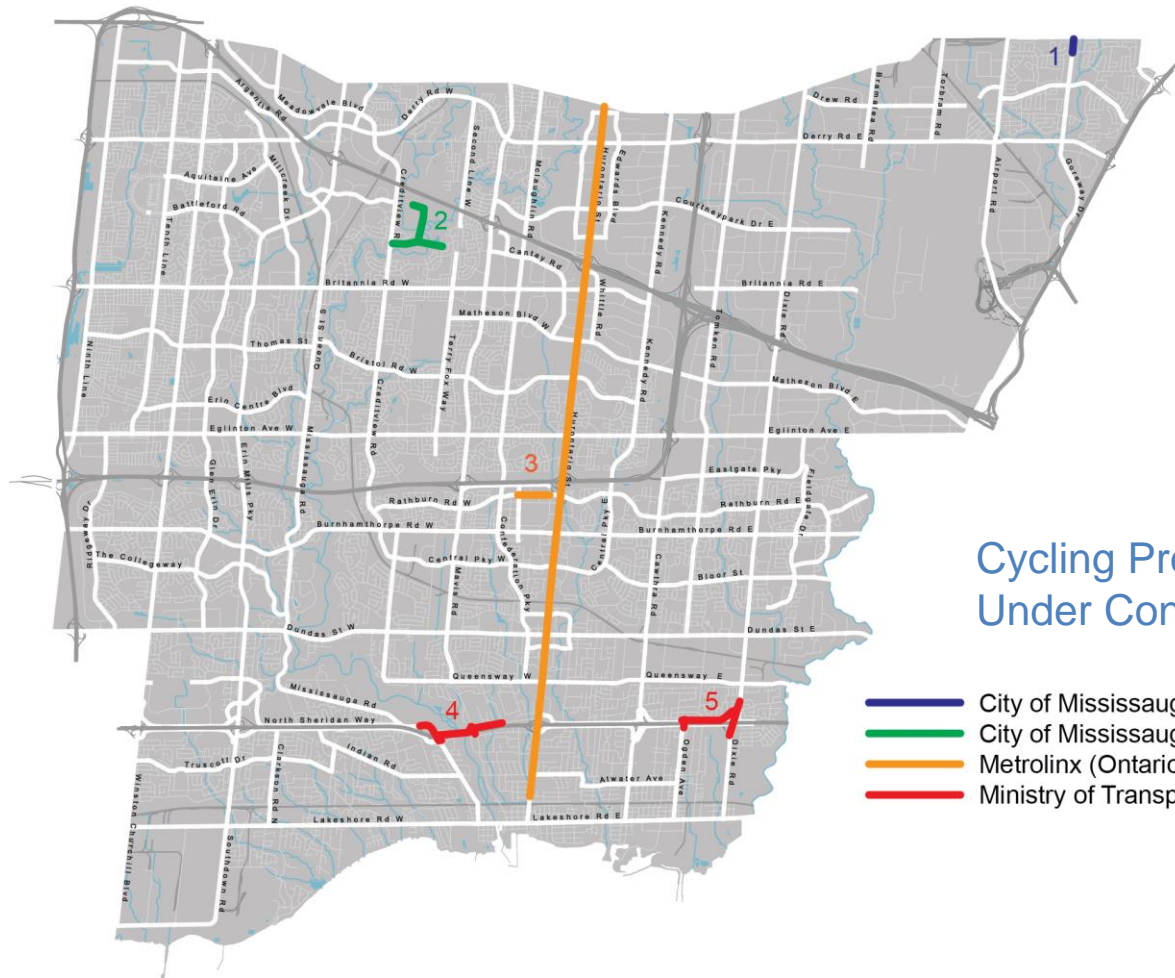 1
Meadowvale Blvd
Argentia Rd
Derry Rd W
Second Line W
Mclaughlin Rd
Hurontario St
Edwards Blvd
Drew Rd
Bramalea Rd
Torbram Rd
Derry Rd E
Airport Rd
Goreway Dr
Aquitaine Ave
Millcreek Dr
Battleford Rd
Tenth Line
Creditview Rd
2
Courtneypark Dr E
Kennedy Rd
Cantay Rd
Britannia Rd W
Whittle Rd
Britannia Rd E
Dixie Rd
Tomken Rd
Matheson Blvd W
Queen St S
Ninth Line
Thomas St
Bristol Rd W
Terry Fox Way
Kennedy Rd
Matheson Blvd E
Erin Centre Blvd
Creditview Rd
Eglinton Ave W
Eglinton Ave E
Hurontario St
Mississauga Rd
Erin Mills Pky
Glen Erin Dr
3
Eastgate Pky
Fieldgate Dr
Rathburn Rd W
Rathburn Rd E
Ridgeway Dr
Burnhamthorpe Rd W
Burnhamthorpe Rd E
Confederation Pky
Central Pky E
The Collegeway
Central Pky W
Mavis Rd
Cawthra Rd
Bloor St
Cycling Pro
Under Con
Dundas St W
Dundas St E
Queensway W
Queensway E
Mississauga Rd
4
5
North Sheridan Way
Indian Rd
Truscott Dr
Clarkson Rd N
Ogden Ave
Dixie Rd
Atwater Ave
Winston Churchill Blvd
Southdown Rd
Lakeshore Rd W
Lakeshore Rd E
City of Mississaug
City of Mississaug
Metrolinx (Ontario
Ministry of Transp